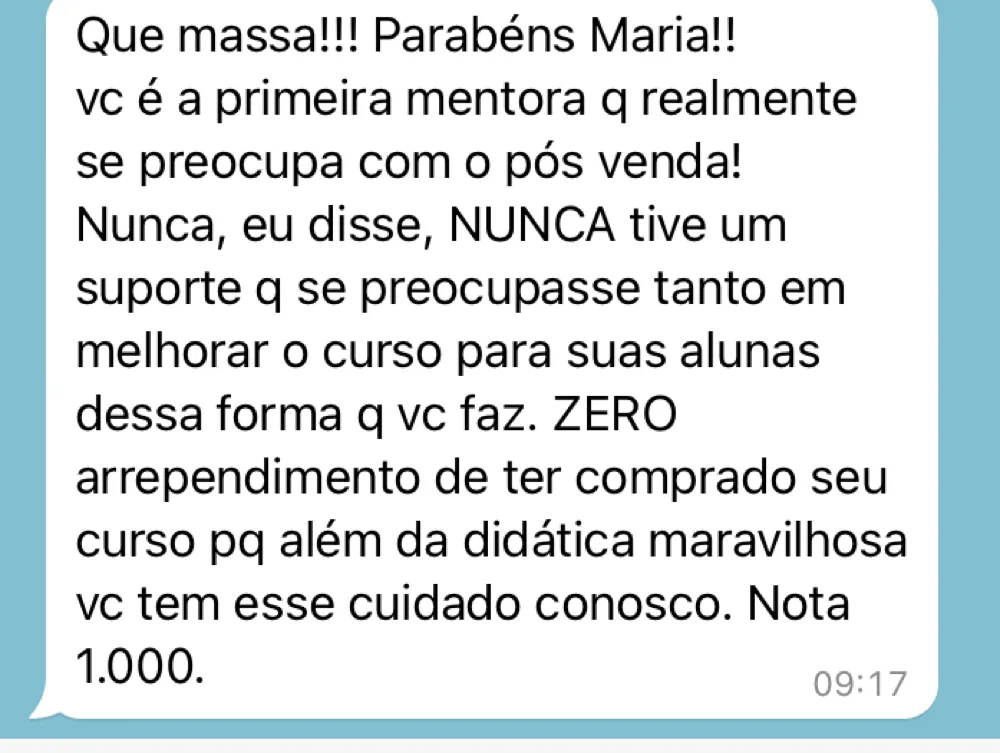 Que massa!!! Parabéns Maria!!
vc é a primeira mentora q realmente
se preocupa com o pós venda!
Nunca, eu disse, NUNCA tive um
suporte q se preocupasse tanto em
melhorar o curso para suas alunas
dessa forma q vc faz. ZERO
arrependimento de ter comprado seu
curso pq além da didática maravilhosa
vc tem esse cuidado conosco. Nota
1.000.
09:17